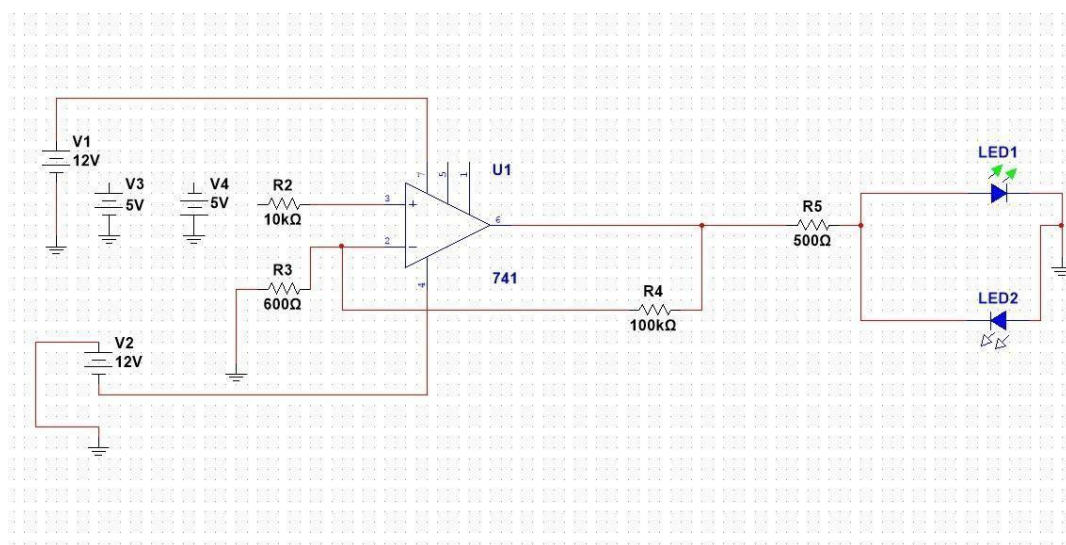 V1
12V
V3
5V
V4
5V
R2
10kΩ
3
2
7
5
1
4
6
U1
741
R3
600Ω
R4
100kΩ
R5
500Ω
LED1
LED2
V2
12V